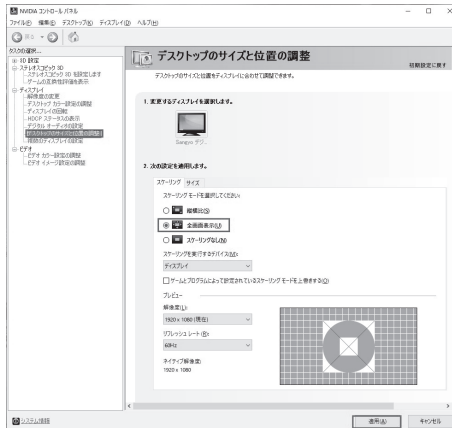 NVIDIA コントロール パネル
ファイル(F) 編集(E) デスクトップ(K) ディスプレイ(D) ヘルプ(H)
戻る
タスクの選択...
3D 設定
ステレオスコピック 3D
ステレオスコピック 3D を設定します
ゲームの互換性評価を表示
ディスプレイ
解像度の変更
デスクトップ カラー設定の調整
ディスプレイの回転
HDCP ステータスの表示
デジタル オーディオの設定
デスクトップのサイズと位置の調整
複数のディスプレイの設定
ビデオ
ビデオ カラー設定の調整
ビデオ イメージ設定の調整
システム情報
デスクトップのサイズと位置の調整
初期設定に戻す
デスクトップのサイズと位置をディスプレイに合わせて調整できます。
1. 変更するディスプレイを選択します。
Sangyo デジ...
2. 次の設定を適用します。
スケーリング サイズ
スケーリング モードを選択してください:
縦横比(S)
全画面表示(U)
スケーリングなし(N)
スケーリングを実行するデバイス(M):
ディスプレイ
ゲームとプログラムによって設定されているスケーリング モードを上書きする(O)
プレビュー
解像度(L):
1920 x 1080 (現在)
リフレッシュ レート(R):
60Hz
ネイティブ解像度:
1920 x 1080
適用(A) キャンセル